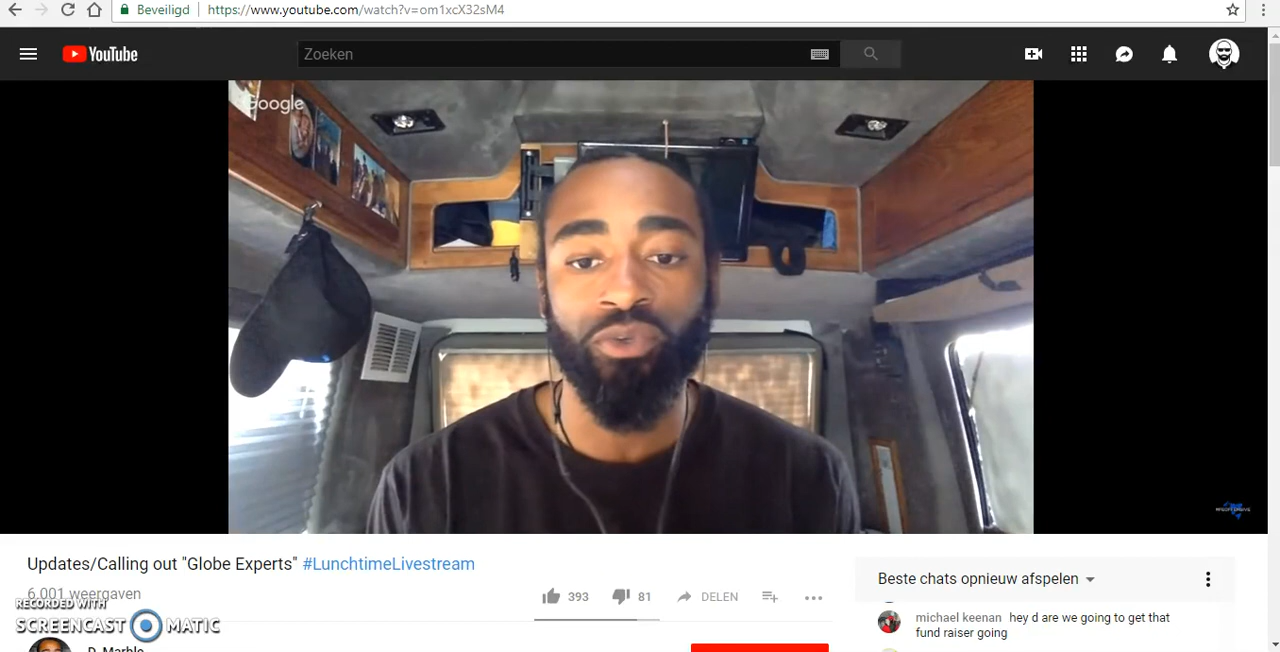 Beveiligd https://www.youtube.com/watch?v=om1xcX32sM4
YouTube
Zoeken
Google
Updates/Calling out "Globe Experts" #LunchtimeLivestream
6.001 weergaven
393 81 DELEN
RECORDED WITH
SCREENCAST MATIC
D. Marble
Beste chats opnieuw afspelen
michael keenan hey d are we going to get that
fund raiser going